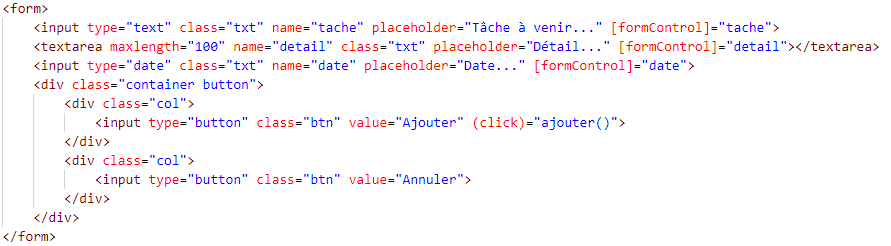 <form>
<input type="text" class="txt" name="tache" placeholder="Tâche à venir..." [formControl]="tache">
<textarea maxlength="100" name="detail" class="txt" placeholder="Détail..." [formControl]="detail"></textarea>
<input type="date" class="txt" name="date" placeholder="Date..." [formControl]="date">
<div class="container button">
<div class="col">
<input type="button" class="btn" value="Ajouter" (click)="ajouter()">
</div>
<div class="col">
<input type="button" class="btn" value="Annuler">
</div>
</div>
</form>